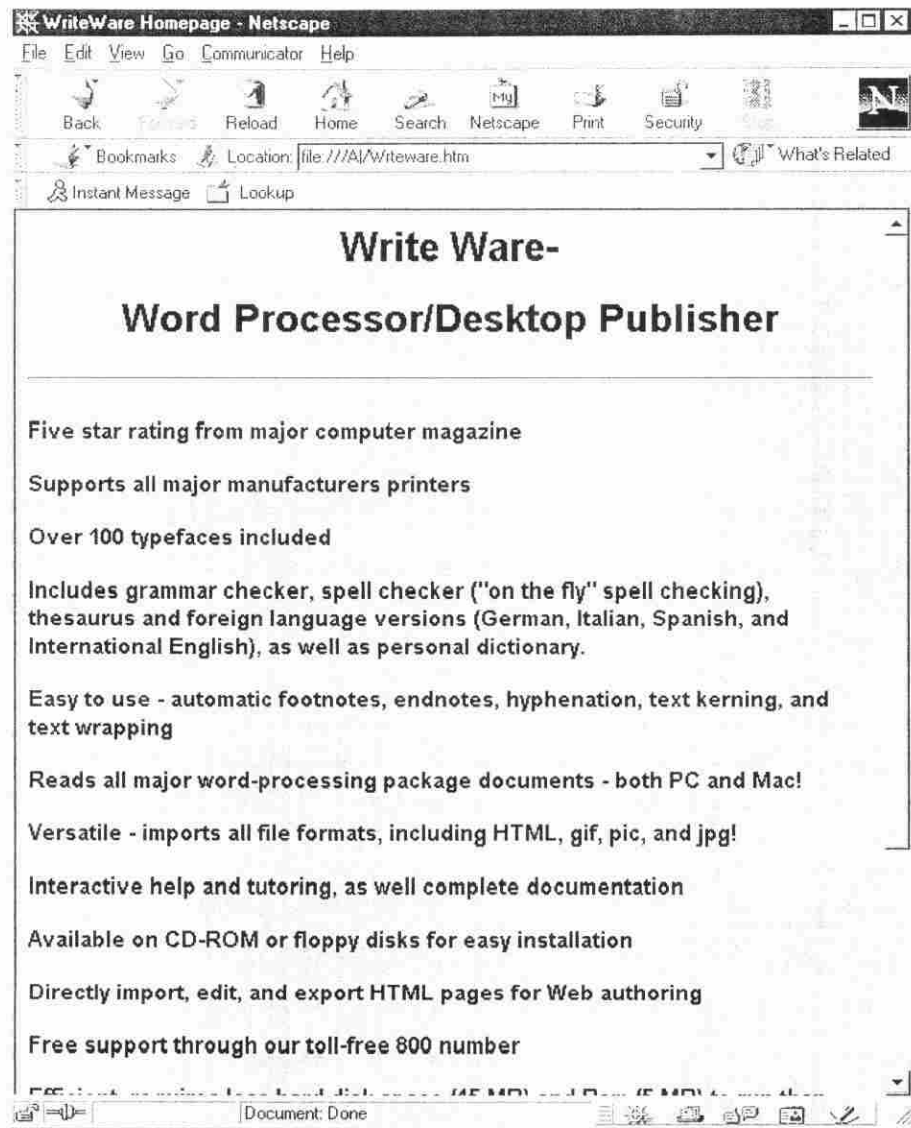 WriteWare Homepage - Netscape
File Edit View Go Communicator Help
Back Forward Reload Home Search Netscape Print Security Stop
My
N
Bookmarks Location: file:///A|/Writeware.htm What's Related
Instant Message Lookup
Write Ware-
Word Processor/Desktop Publisher
Five star rating from major computer magazine
Supports all major manufacturers printers
Over 100 typefaces included
Includes grammar checker, spell checker ("on the fly" spell checking),
thesaurus and foreign language versions (German, Italian, Spanish, and
International English), as well as personal dictionary.
Easy to use - automatic footnotes, endnotes, hyphenation, text kerning, and
text wrapping
Reads all major word-processing package documents - both PC and Mac!
Versatile - imports all file formats, including HTML, gif, pic, and jpg!
Interactive help and tutoring, as well complete documentation
Available on CD-ROM or floppy disks for easy installation
Directly import, edit, and export HTML pages for Web authoring
Free support through our toll-free 800 number
Document: Done